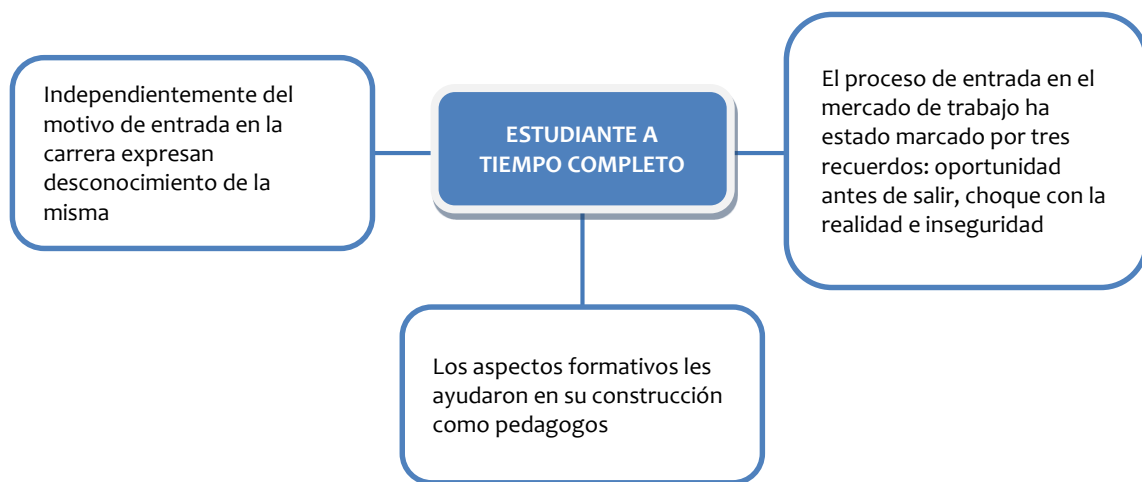 Independientemente del
motivo de entrada en la
carrera expresan
desconocimiento de la
misma
ESTUDIANTE A
TIEMPO COMPLETO
El proceso de entrada en el
mercado de trabajo ha
estado marcado por tres
recuerdos: oportunidad
antes de salir, choque con la
realidad e inseguridad
Los aspectos formativos les
ayudaron en su construcción
como pedagogos